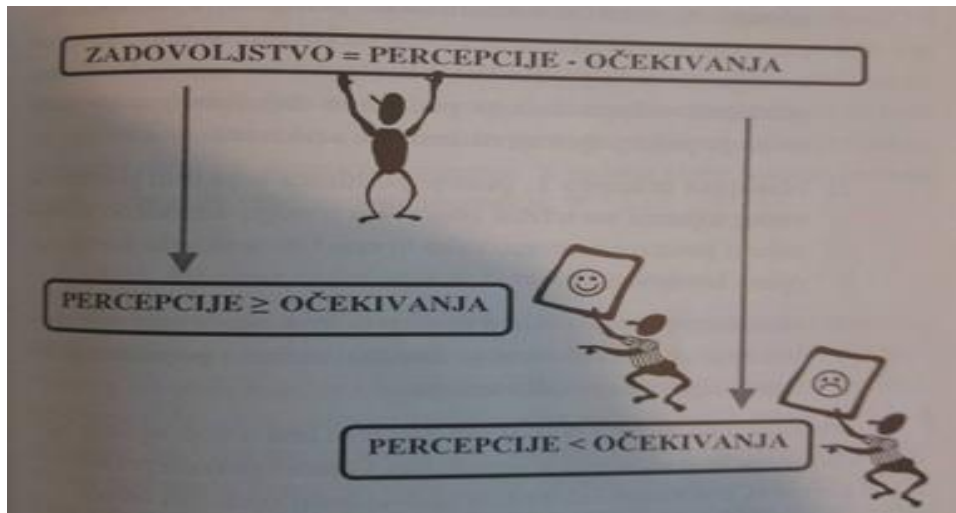 ZADOVOLJSTVO = PERCEPCIJE - OČEKIVANJA
PERCEPCIJE ≥ OČEKIVANJA
PERCEPCIJE < OČEKIVANJA